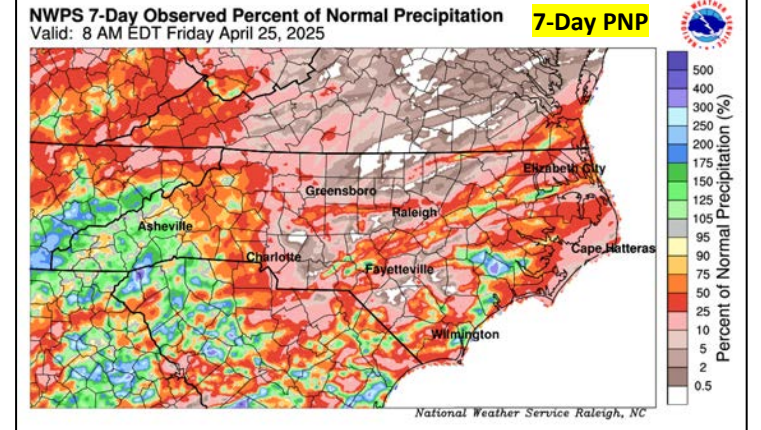 NWPS 7-Day Observed Percent of Normal Precipitation
Valid: 8 AM EDT Friday April 25, 2025
7-Day PNP
NATIONAL WEATHER SERVICE
Elizabeth City
Greensboro
Raleigh
Asheville
Cape Hatteras
Charlotte
Fayetteville
Wilmington
500
400
300
250
200
175
150
125
105
95
90
75
50
25
10
5
2
0.5
Percent of Normal Precipitation (%)
National Weather Service Raleigh, NC